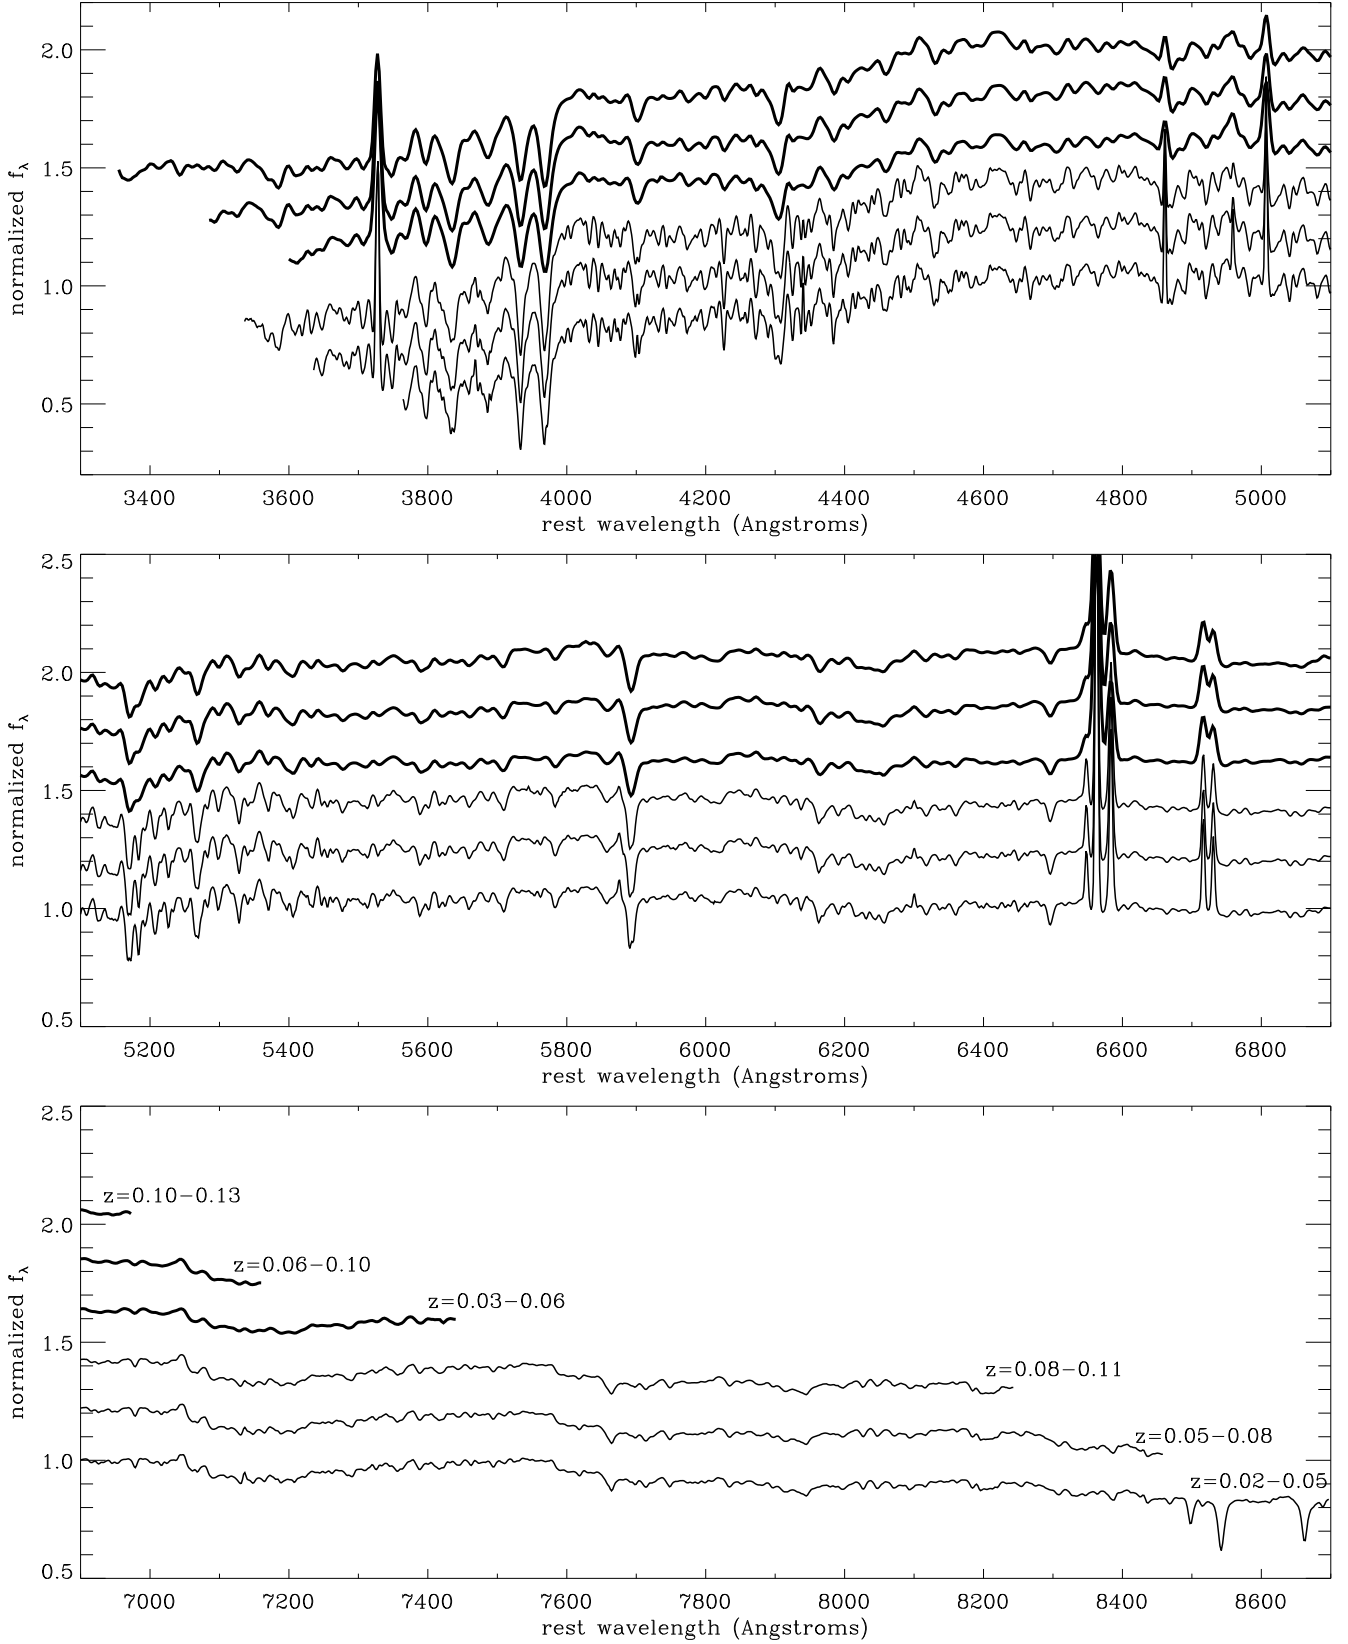 2.0
1.5
1.0
0.5
normalized fλ
3400 3600 3800 4000 4200 4400 4600 4800 5000
rest wavelength (Angstroms)
2.5
2.0
1.5
1.0
0.5
normalized fλ
5200 5400 5600 5800 6000 6200 6400 6600 6800
rest wavelength (Angstroms)
2.5
z=0.10−0.13
2.0
z=0.06−0.10
z=0.03−0.06
1.5
z=0.08−0.11
z=0.05−0.08
1.0
z=0.02−0.05
0.5
normalized fλ
7000 7200 7400 7600 7800 8000 8200 8400 8600
rest wavelength (Angstroms)